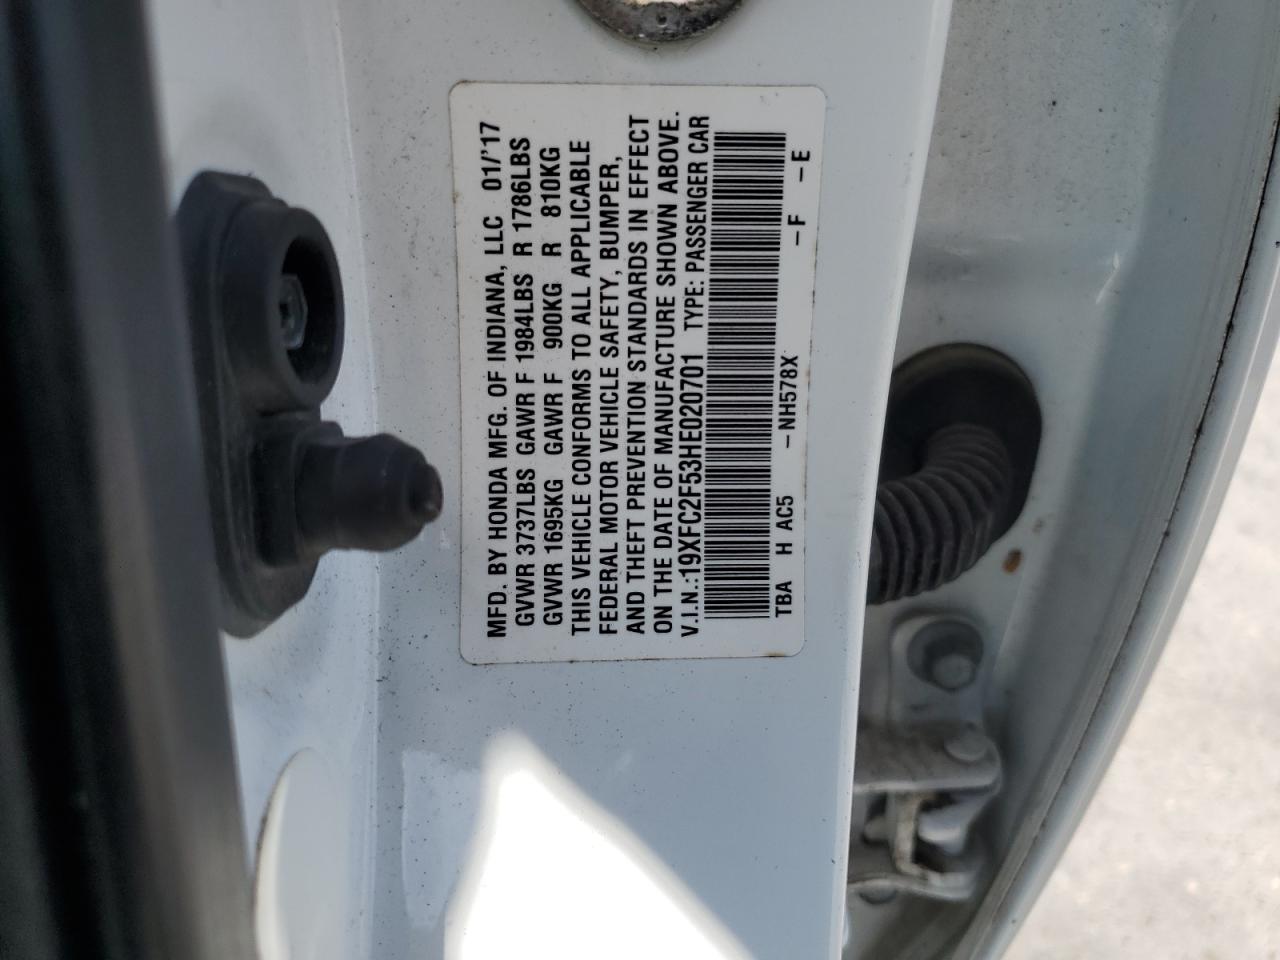 MFD. BY HONDA MFG. OF INDIANA, LLC 01/'17
GVWR 3737LBS GAWR F 1984LBS R 1786LBS
GVWR 1695KG GAWR F 900KG R 810KG
THIS VEHICLE CONFORMS TO ALL APPLICABLE
FEDERAL MOTOR VEHICLE SAFETY, BUMPER,
AND THEFT PREVENTION STANDARDS IN EFFECT
ON THE DATE OF MANUFACTURE SHOWN ABOVE.
V.I.N.:19XFC2F53HE020701 TYPE: PASSENGER CAR
TBA H AC5 -NH578X -F -E